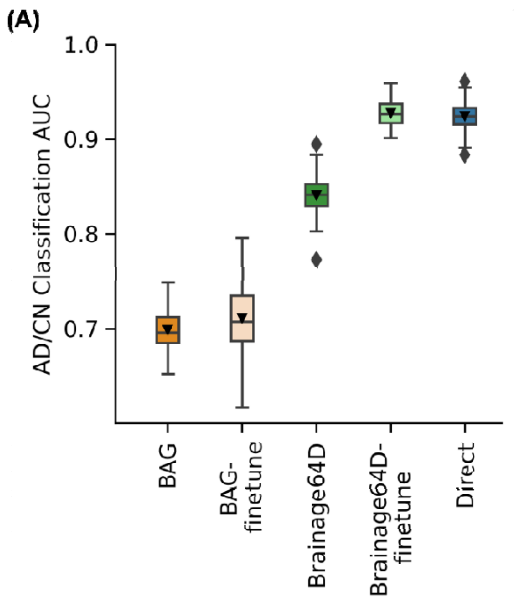 (A)
1.0
0.9
0.8
0.7
AD/CN Classification AUC
BAG
BAG-
finetune
Brainage64D
Brainage64D-
finetune
Direct